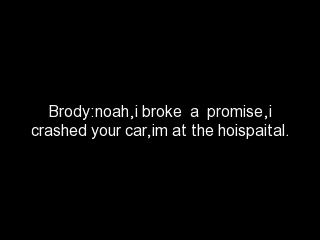 Brody:noah,i broke  a  promise,i
crashed your car,im at the hoispaital.